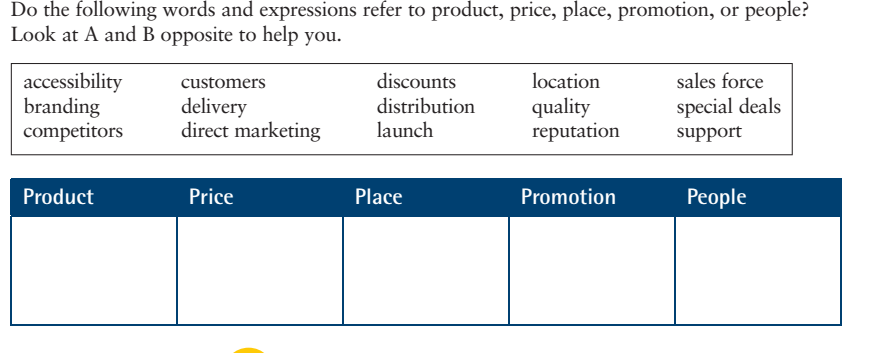 Do the following words and expressions refer to product, price, place, promotion, or people?
Look at A and B opposite to help you.
accessibility customers discounts location sales force
branding delivery distribution quality special deals
competitors direct marketing launch reputation support
Product Price Place Promotion People